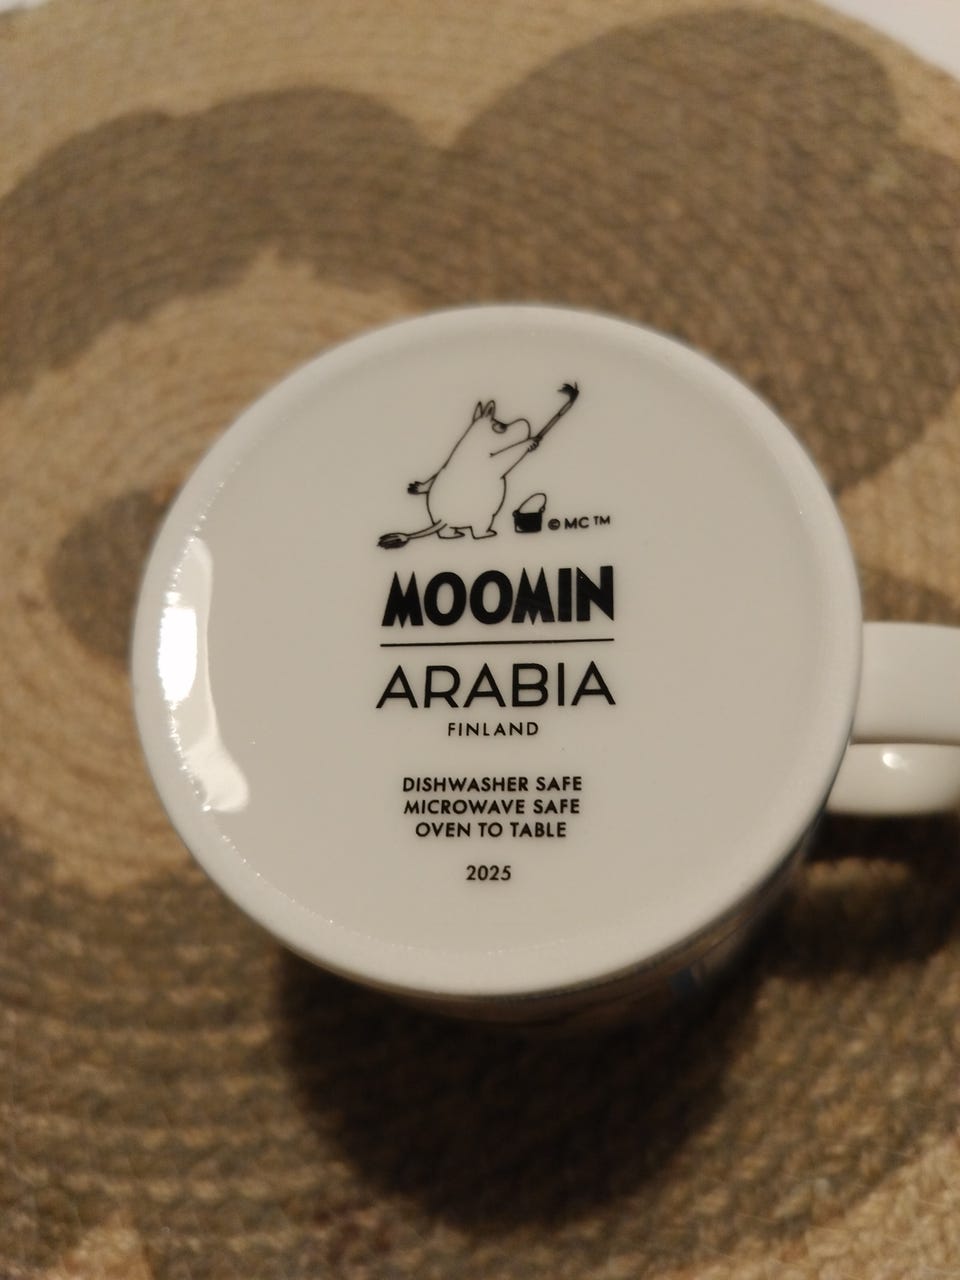 © MC ™
MOOMIN
ARABIA
FINLAND
DISHWASHER SAFE
MICROWAVE SAFE
OVEN TO TABLE
2025